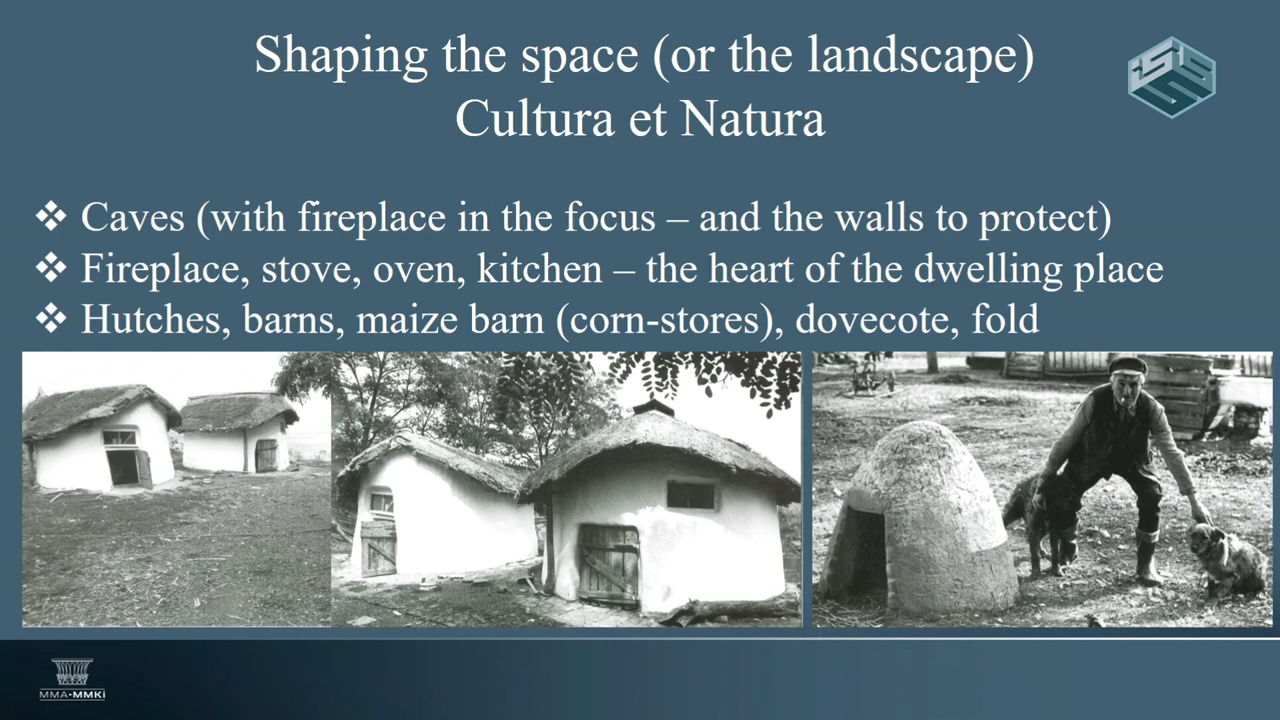 Shaping the space (or the landscape)
Cultura et Natura
❖ Caves (with fireplace in the focus – and the walls to protect)
❖ Fireplace, stove, oven, kitchen – the heart of the dwelling place
❖ Hutches, barns, maize barn (corn-stores), dovecote, fold
MMA•MMKi